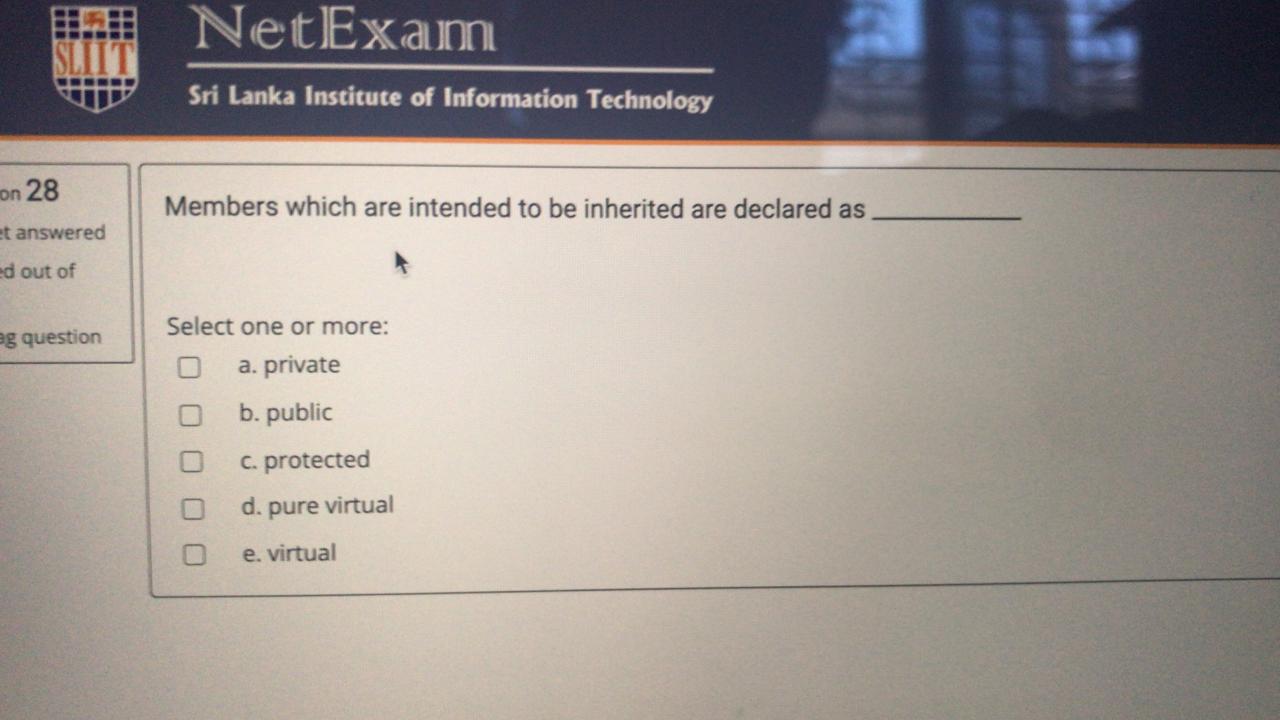 SLIIT
NetExam
Sri Lanka Institute of Information Technology
on 28
et answered
ed out of
ag question
Members which are intended to be inherited are declared as ___________
Select one or more:
a. private
b. public
c. protected
d. pure virtual
e. virtual